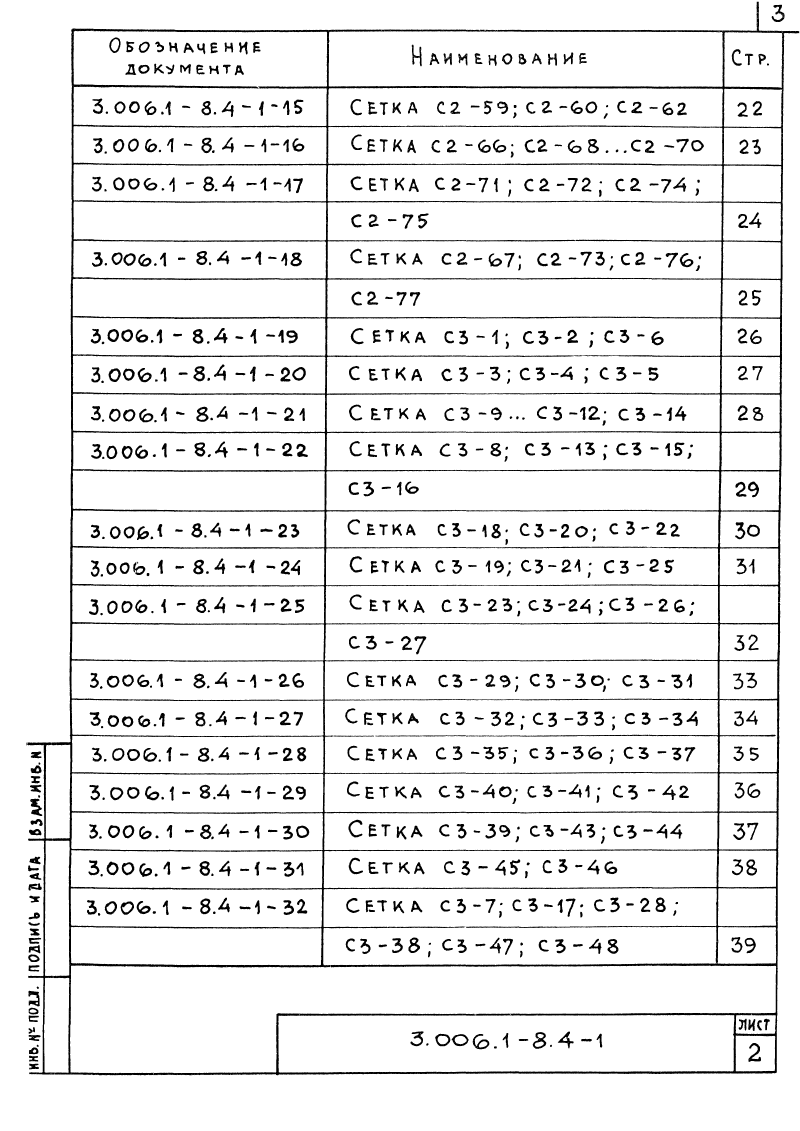 3
Обозначение документа Наименование Стр.
3.006.1-8.4-1-15 Сетка С2-59; С2-60; С2-62 22
3.006.1-8.4-1-16 Сетка С2-66; С2-68...С2-70 23
3.006.1-8.4-1-17 Сетка С2-71; С2-72; С2-74;
С2-75 24
3.006.1-8.4-1-18 Сетка С2-67; С2-73; С2-76;
С2-77 25
3.006.1-8.4-1-19 Сетка С3-1; С3-2; С3-6 26
3.006.1-8.4-1-20 Сетка С3-3; С3-4; С3-5 27
3.006.1-8.4-1-21 Сетка С3-9... С3-12; С3-14 28
3.006.1-8.4-1-22 Сетка С3-8; С3-13; С3-15;
С3-16 29
3.006.1-8.4-1-23 Сетка С3-18; С3-20; С3-22 30
3.006.1-8.4-1-24 Сетка С3-19; С3-21; С3-25 31
3.006.1-8.4-1-25 Сетка С3-23; С3-24; С3-26;
С3-27 32
3.006.1-8.4-1-26 Сетка С3-29; С3-30; С3-31 33
3.006.1-8.4-1-27 Сетка С3-32; С3-33; С3-34 34
3.006.1-8.4-1-28 Сетка С3-35; С3-36; С3-37 35
3.006.1-8.4-1-29 Сетка С3-40; С3-41; С3-42 36
3.006.1-8.4-1-30 Сетка С3-39; С3-43; С3-44 37
3.006.1-8.4-1-31 Сетка С3-45; С3-46 38
3.006.1-8.4-1-32 Сетка С3-7; С3-17; С3-28;
С3-38; С3-47; С3-48 39
Взам.инв.N
Подпись и дата
Инв.№ подл.
3.006.1-8.4-1
Лист
2